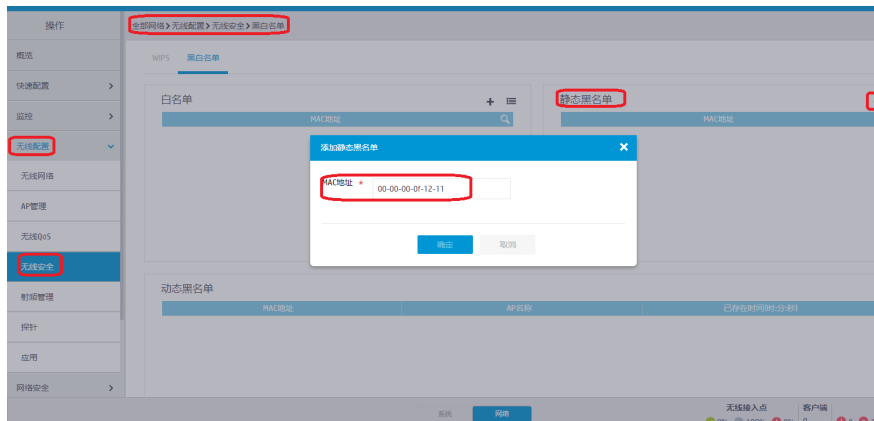 操作
全部网络>无线配置>无线安全>黑白名单
概览
WIPS 黑白名单
快速配置
白名单
静态黑名单
监控
MAC地址
MAC地址
无线配置
添加静态黑名单
无线网络
MAC地址 * 00-00-00-0f-12-11
AP管理
无线QoS
确定 取消
无线安全
动态黑名单
射频管理
MAC地址 AP名称 已存在时间(时:分:秒)
探针
应用
网络安全
系统 网络
无线接入点 客户端
0% 100% 0% 0 0